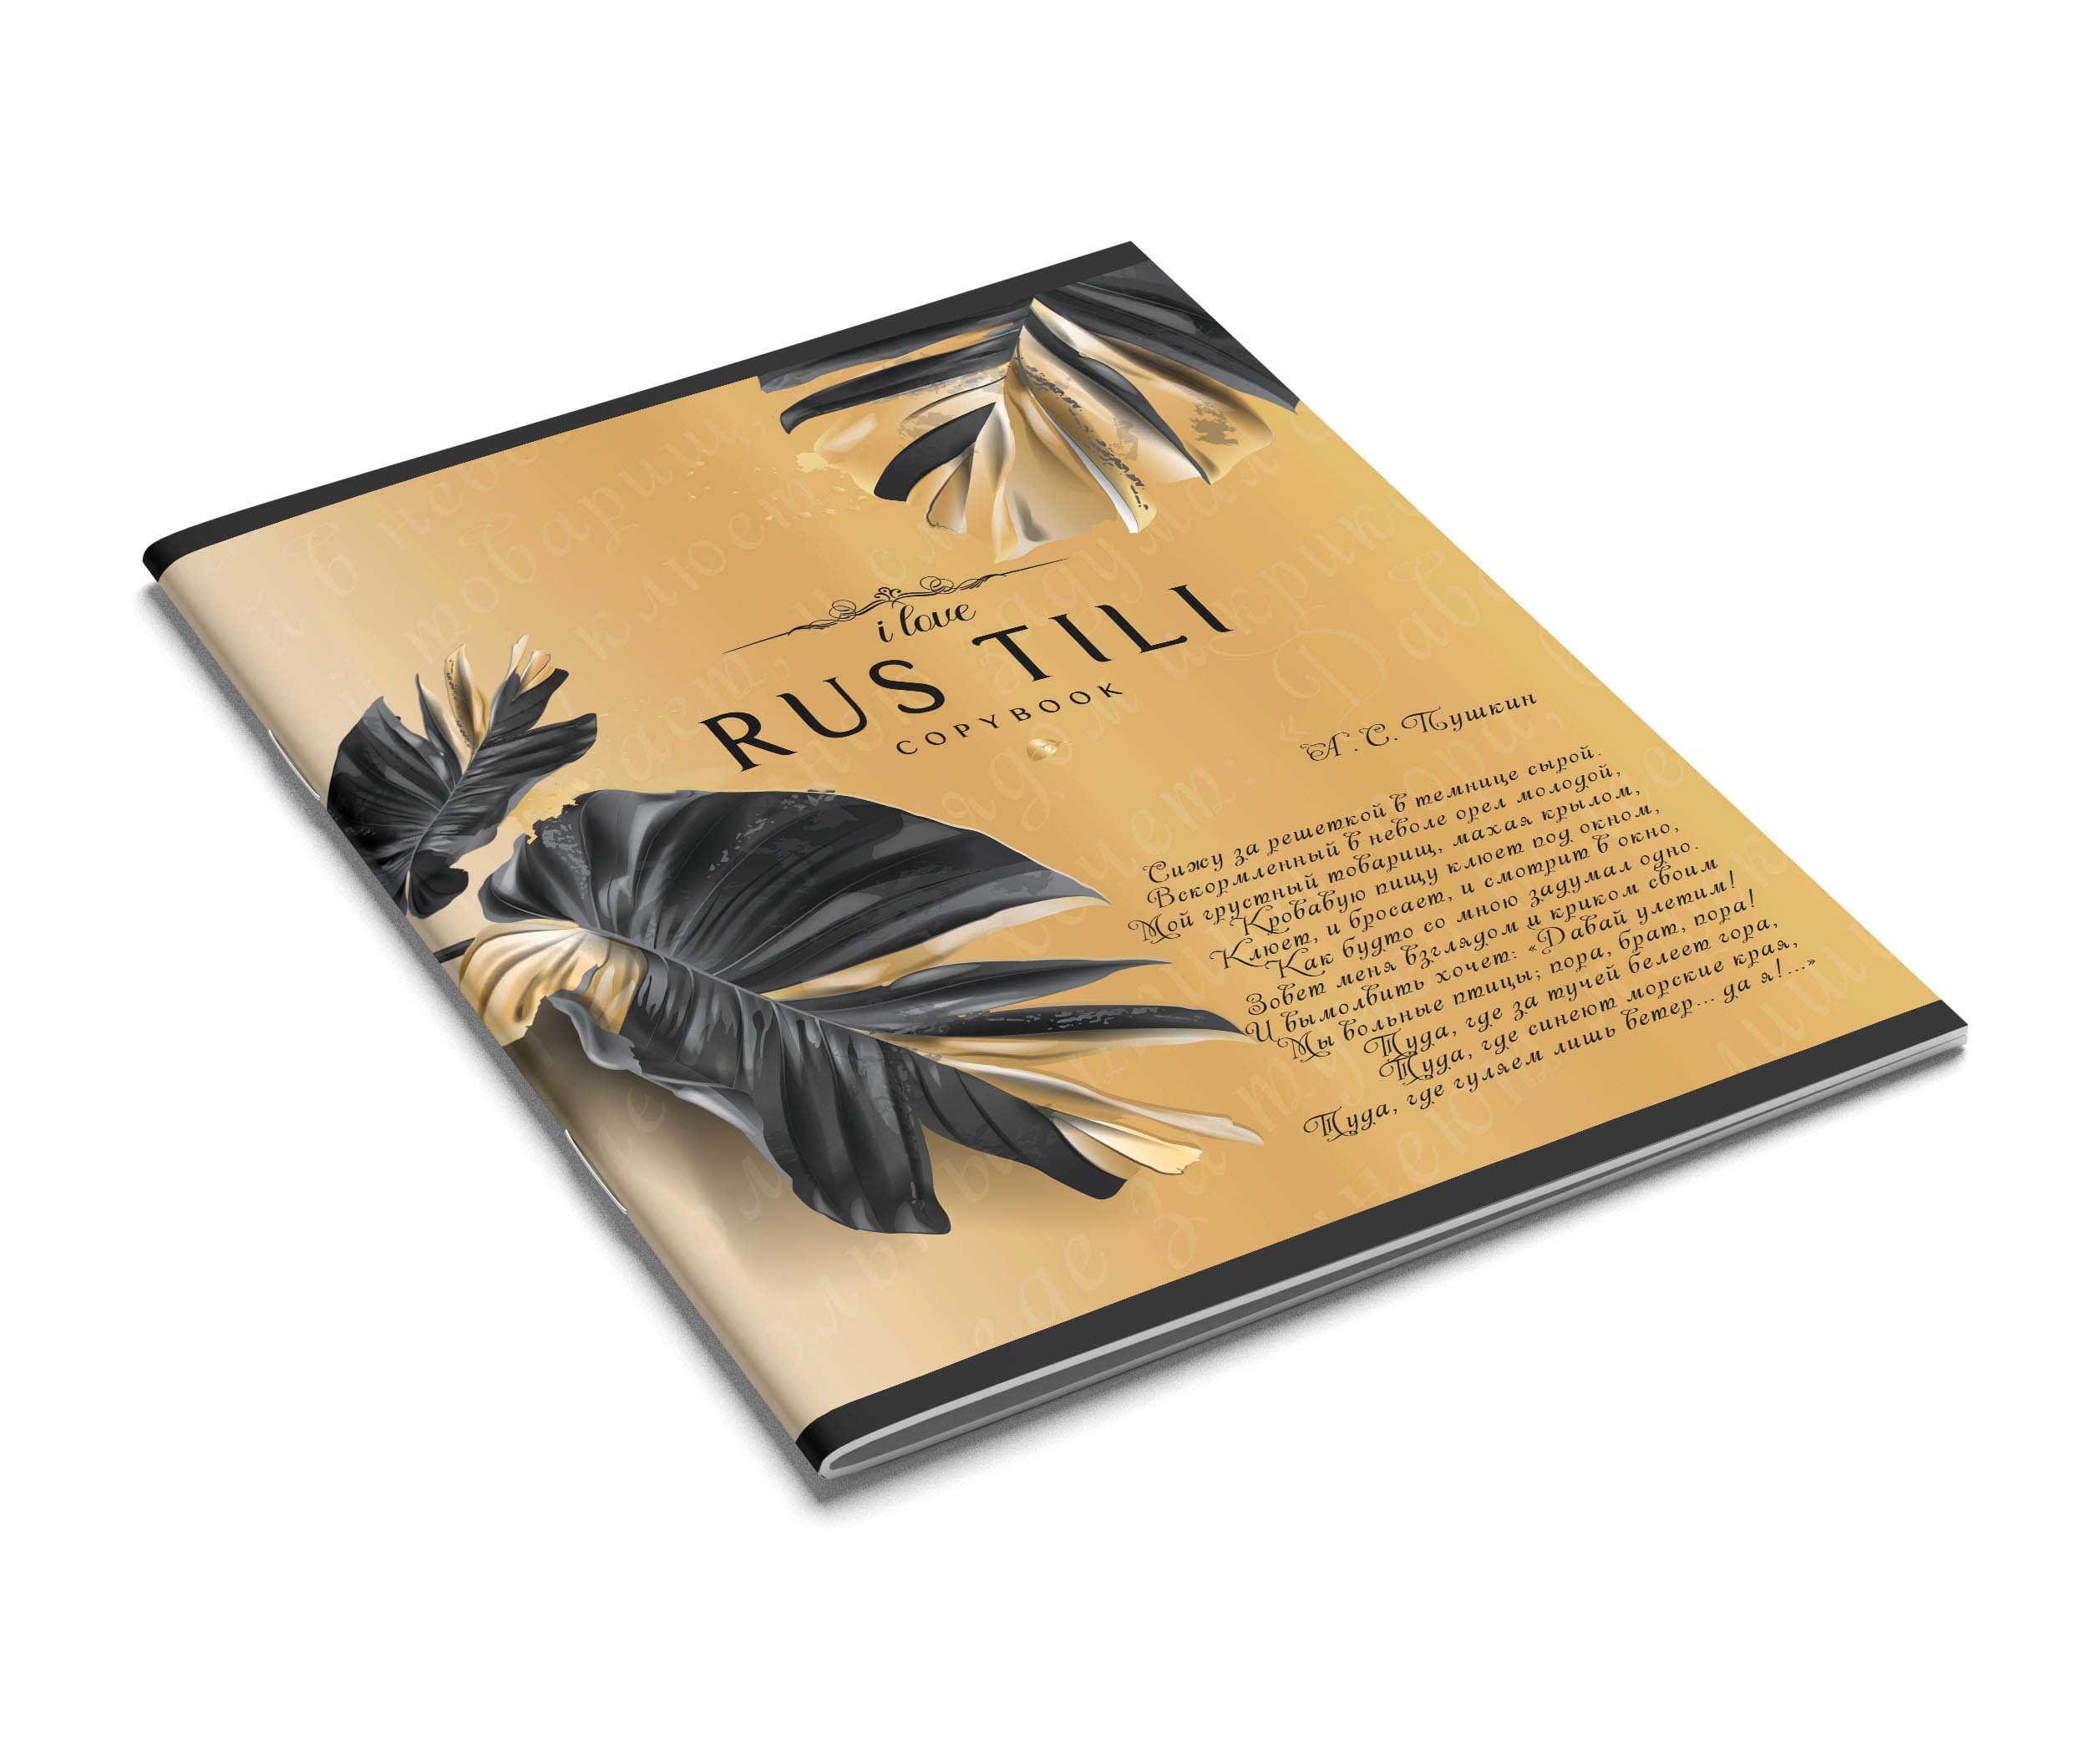 i love
RUS TILI
COPYBOOK
А.С.Пушкин
Сижу за решеткой в темнице сырой.
Вскормленный в неволе орел молодой,
Мой грустный товарищ, махая крылом,
Кровавую пищу клюет под окном,
Клюет, и бросает, и смотрит в окно,
Как будто со мною задумал одно.
Зовет меня взглядом и криком своим
И вымолвить хочет: «Давай улетим!
Мы вольные птицы; пора, брат, пора!
Туда, где за тучей белеет гора,
Туда, где синеют морские края,
Туда, где гуляем лишь ветер... да я!...»